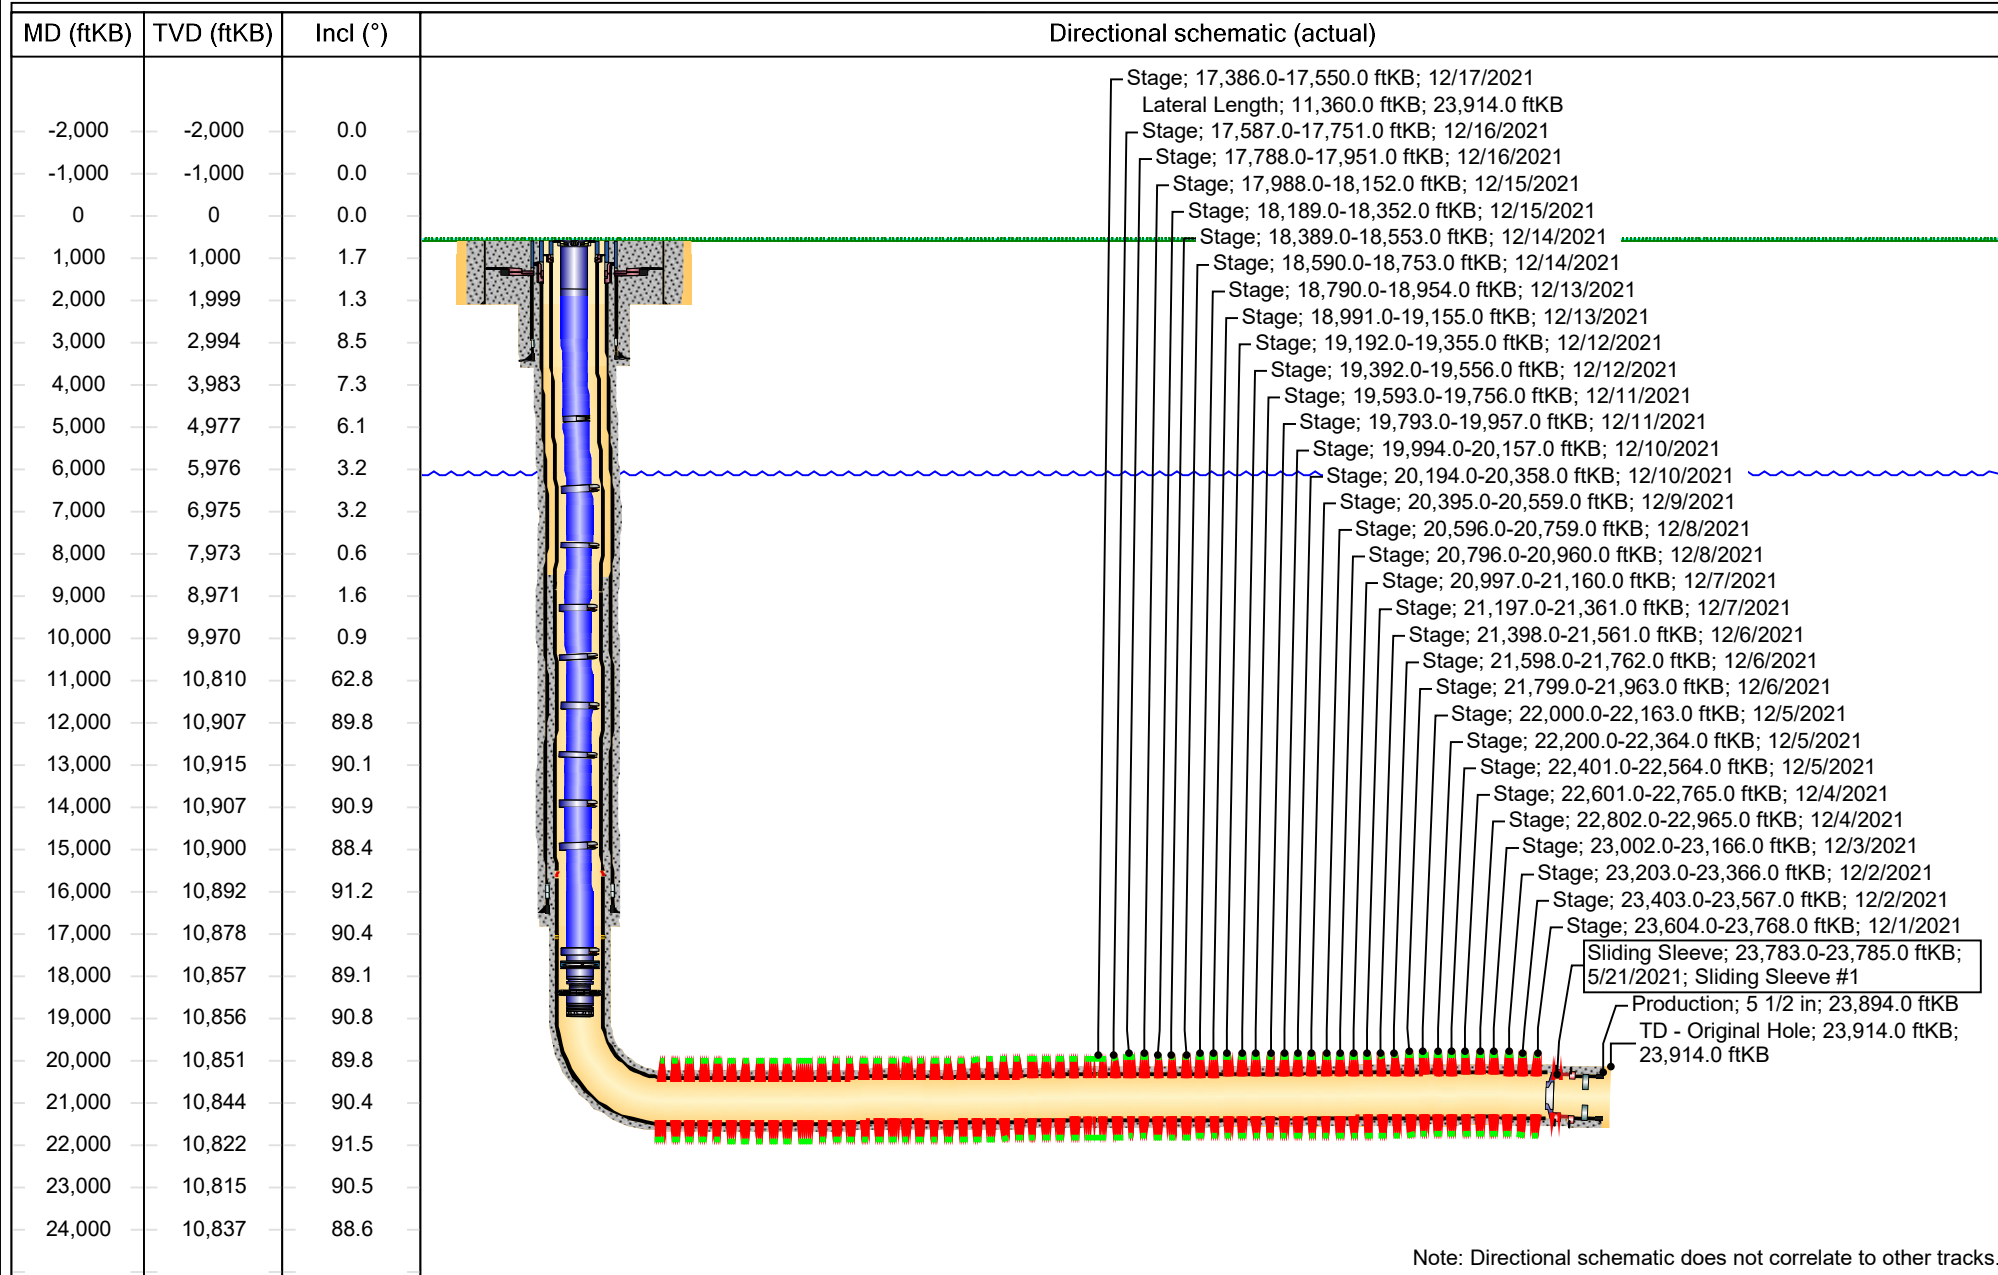 MD (ftKB) TVD (ftKB) Incl (°) Directional schematic (actual)
-2,000 -2,000 0.0
-1,000 -1,000 0.0
0 0 0.0
1,000 1,000 1.7
2,000 1,999 1.3
3,000 2,994 8.5
4,000 3,983 7.3
5,000 4,977 6.1
6,000 5,976 3.2
7,000 6,975 3.2
8,000 7,973 0.6
9,000 8,971 1.6
10,000 9,970 0.9
11,000 10,810 62.8
12,000 10,907 89.8
13,000 10,915 90.1
14,000 10,907 90.9
15,000 10,900 88.4
16,000 10,892 91.2
17,000 10,878 90.4
18,000 10,857 89.1
19,000 10,856 90.8
20,000 10,851 89.8
21,000 10,844 90.4
22,000 10,822 91.5
23,000 10,815 90.5
24,000 10,837 88.6
Stage; 17,386.0-17,550.0 ftKB; 12/17/2021
Lateral Length; 11,360.0 ftKB; 23,914.0 ftKB
Stage; 17,587.0-17,751.0 ftKB; 12/16/2021
Stage; 17,788.0-17,951.0 ftKB; 12/16/2021
Stage; 17,988.0-18,152.0 ftKB; 12/15/2021
Stage; 18,189.0-18,352.0 ftKB; 12/15/2021
Stage; 18,389.0-18,553.0 ftKB; 12/14/2021
Stage; 18,590.0-18,753.0 ftKB; 12/14/2021
Stage; 18,790.0-18,954.0 ftKB; 12/13/2021
Stage; 18,991.0-19,155.0 ftKB; 12/13/2021
Stage; 19,192.0-19,355.0 ftKB; 12/12/2021
Stage; 19,392.0-19,556.0 ftKB; 12/12/2021
Stage; 19,593.0-19,756.0 ftKB; 12/11/2021
Stage; 19,793.0-19,957.0 ftKB; 12/11/2021
Stage; 19,994.0-20,157.0 ftKB; 12/10/2021
Stage; 20,194.0-20,358.0 ftKB; 12/10/2021
Stage; 20,395.0-20,559.0 ftKB; 12/9/2021
Stage; 20,596.0-20,759.0 ftKB; 12/8/2021
Stage; 20,796.0-20,960.0 ftKB; 12/8/2021
Stage; 20,997.0-21,160.0 ftKB; 12/7/2021
Stage; 21,197.0-21,361.0 ftKB; 12/7/2021
Stage; 21,398.0-21,561.0 ftKB; 12/6/2021
Stage; 21,598.0-21,762.0 ftKB; 12/6/2021
Stage; 21,799.0-21,963.0 ftKB; 12/6/2021
Stage; 22,000.0-22,163.0 ftKB; 12/5/2021
Stage; 22,200.0-22,364.0 ftKB; 12/5/2021
Stage; 22,401.0-22,564.0 ftKB; 12/5/2021
Stage; 22,601.0-22,765.0 ftKB; 12/4/2021
Stage; 22,802.0-22,965.0 ftKB; 12/4/2021
Stage; 23,002.0-23,166.0 ftKB; 12/3/2021
Stage; 23,203.0-23,366.0 ftKB; 12/2/2021
Stage; 23,403.0-23,567.0 ftKB; 12/2/2021
Stage; 23,604.0-23,768.0 ftKB; 12/1/2021
Sliding Sleeve; 23,783.0-23,785.0 ftKB;
5/21/2021; Sliding Sleeve #1
Production; 5 1/2 in; 23,894.0 ftKB
TD - Original Hole; 23,914.0 ftKB;
23,914.0 ftKB
Note: Directional schematic does not correlate to other tracks.